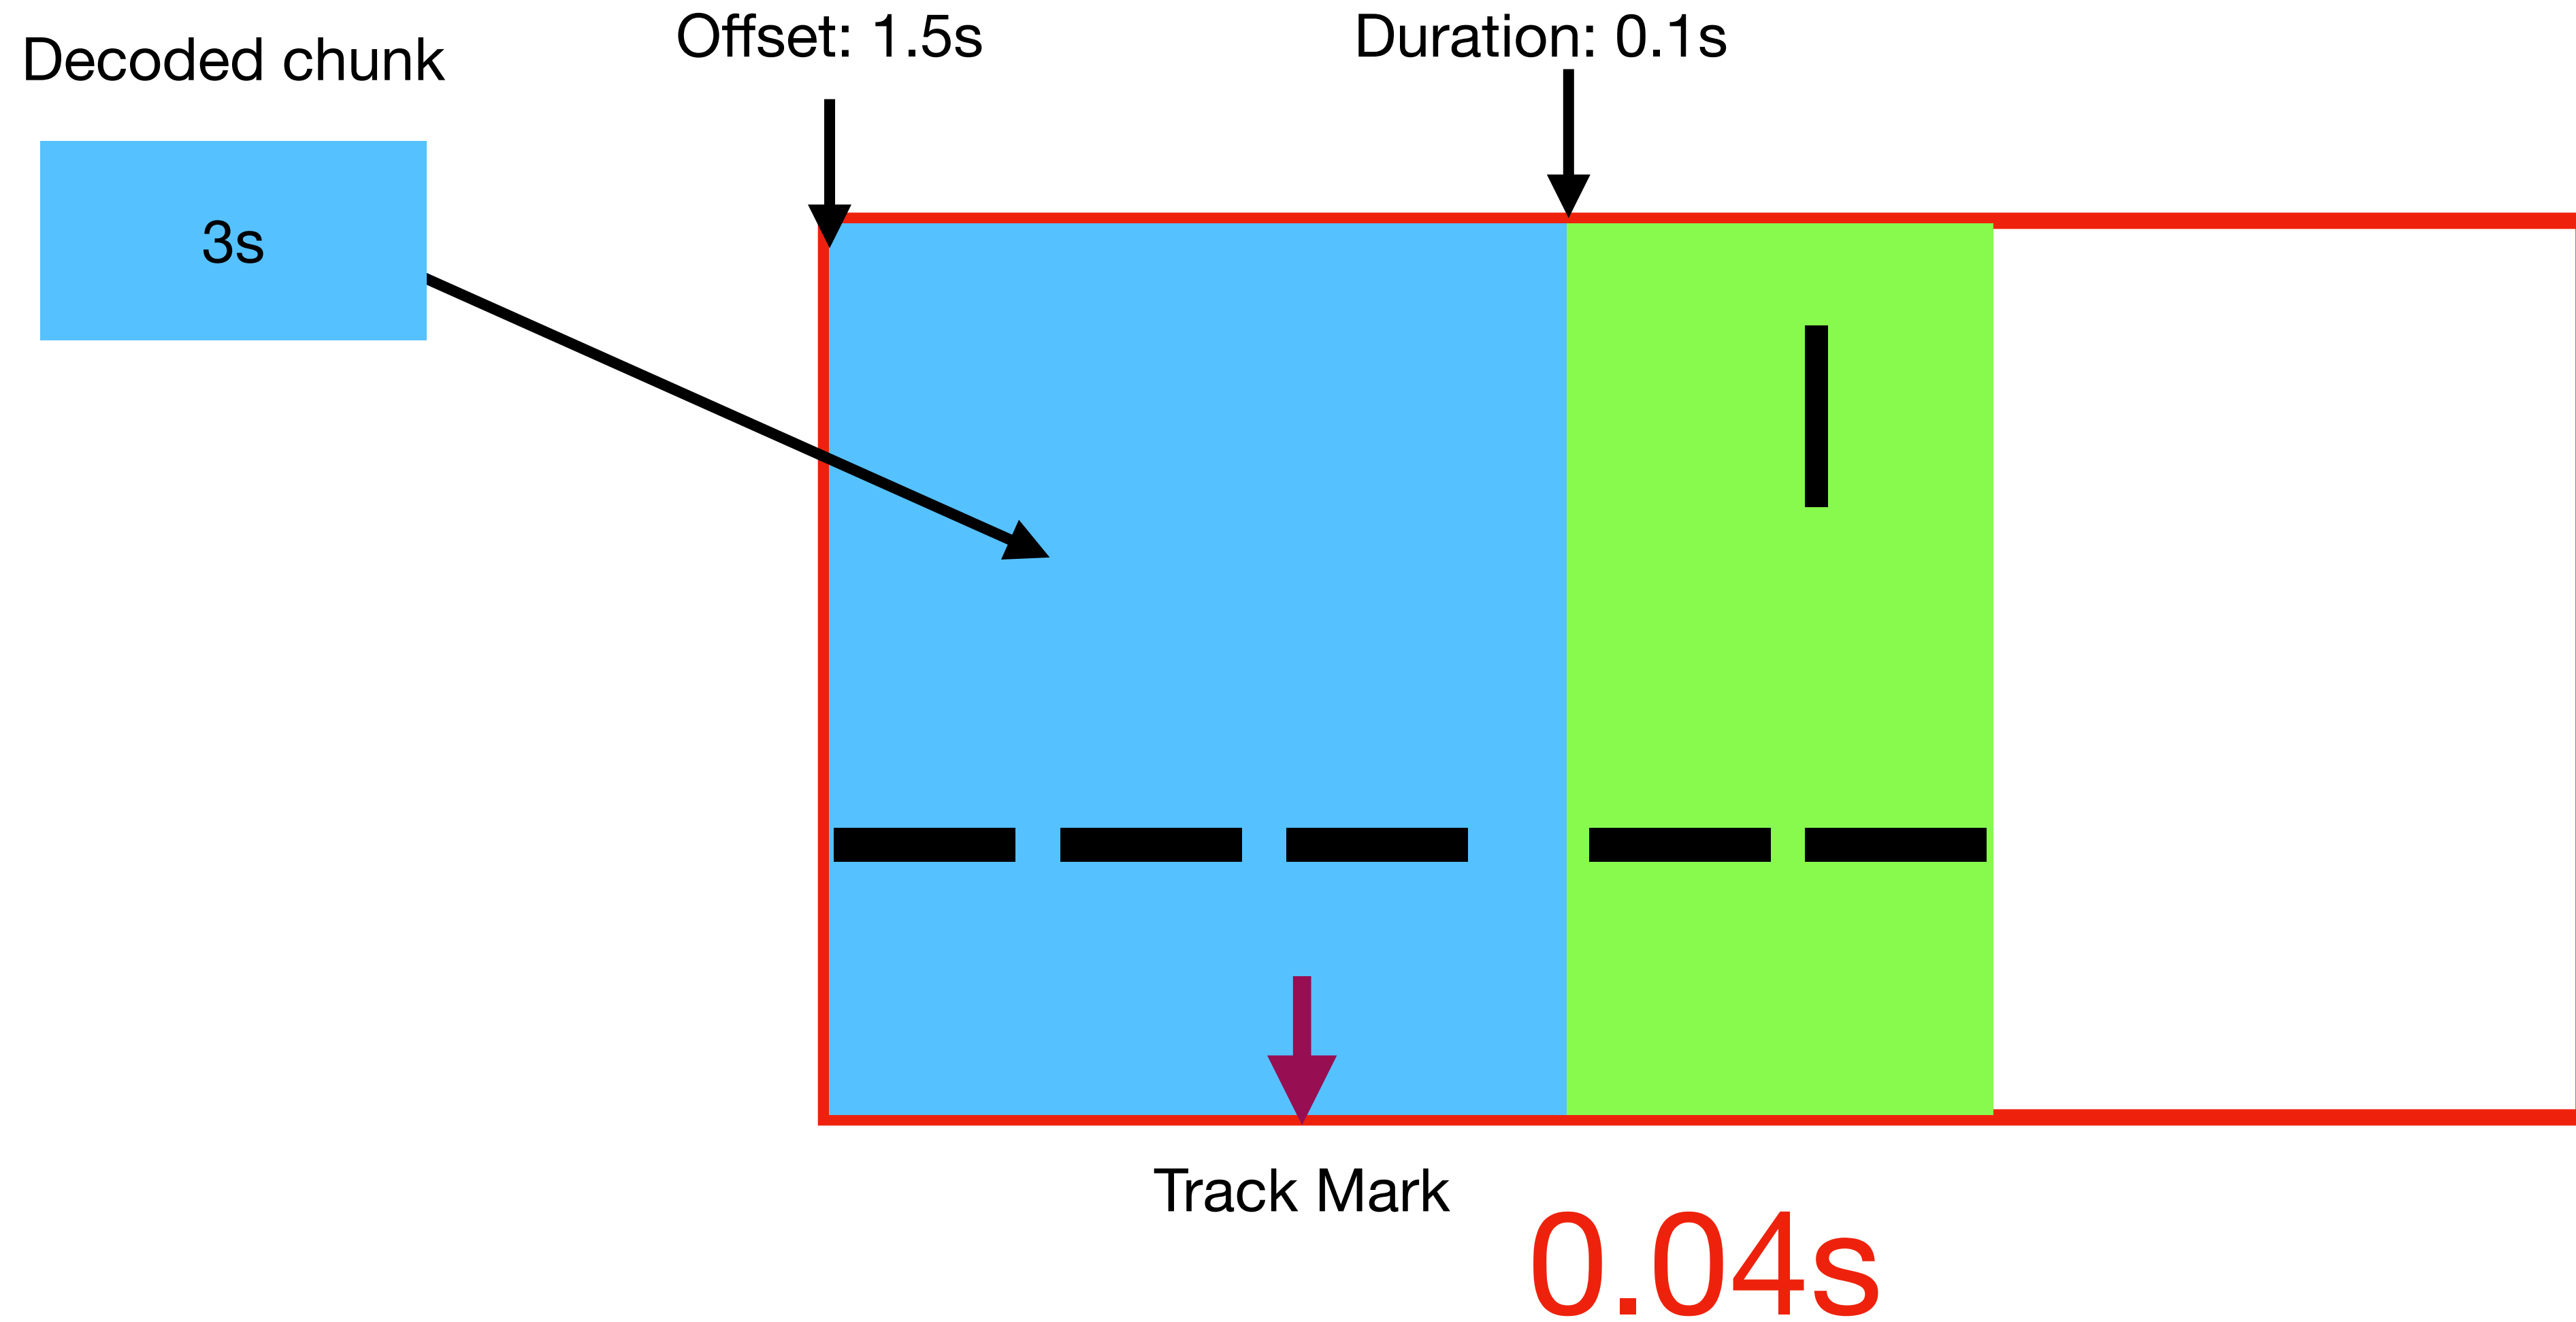 Decoded chunk
Offset: 1.5s
Duration: 0.1s
3s
Track Mark
0.04s